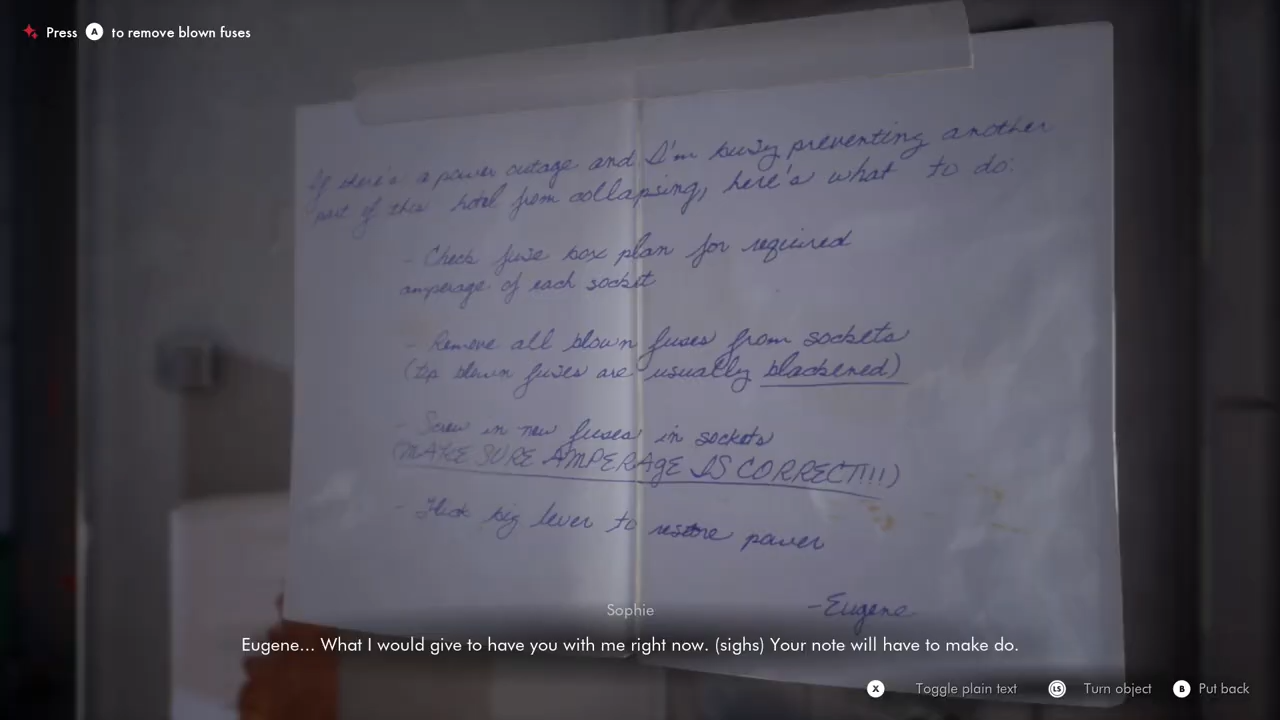 Press A to remove blown fuses
If there's a power outage and I'm busy preventing another
part of this hotel from collapsing, here's what to do:
- Check fuse box plan for required
amperage of each socket
- Remove all blown fuses from sockets
(tip blown fuses are usually blackened)
- Screw in new fuses in sockets
(MAKE SURE AMPERAGE IS CORRECT!!!)
- Flick big lever to restore power
-Eugene
Sophie
Eugene... What I would give to have you with me right now. (sighs) Your note will have to make do.
X Toggle plain text LS Turn object B Put back